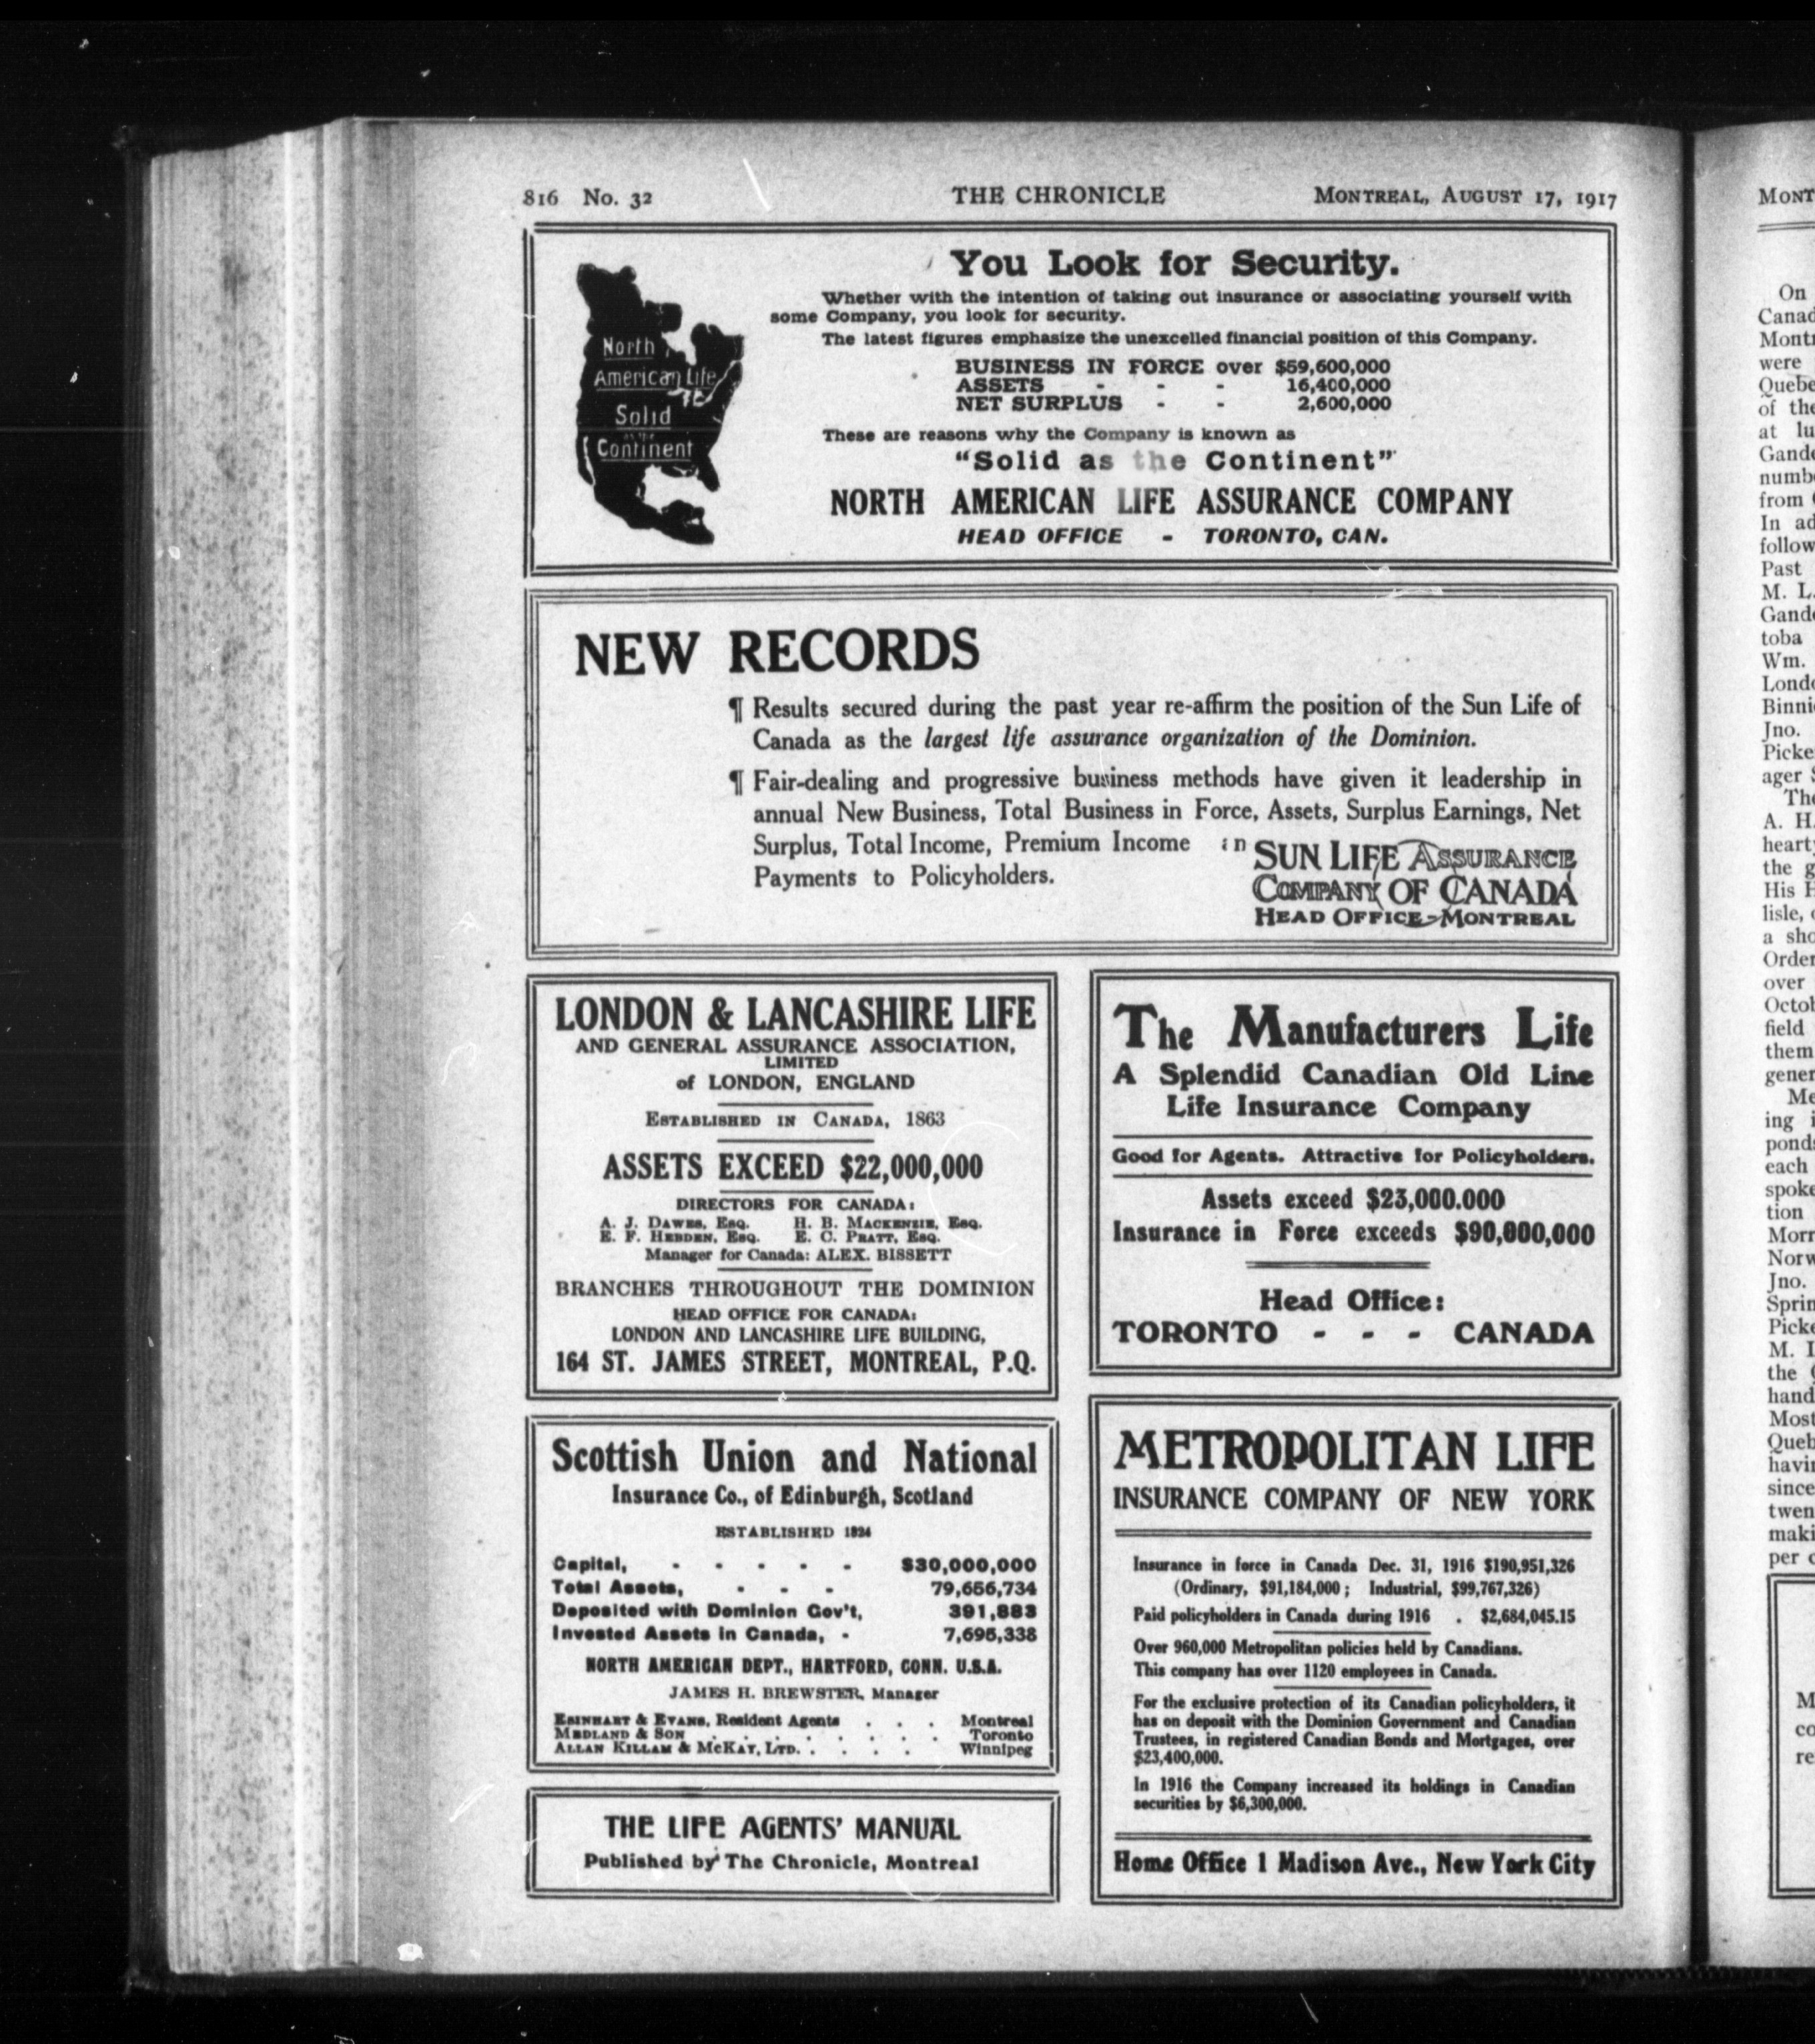 816 No. 32 THE CHRONICLE MONTREAL, AUGUST 17, 1917
North
American Life
Solid
as the
Continent
You Look for Security.
Whether with the intention of taking out insurance or associating yourself with
some Company, you look for security.
The latest figures emphasize the unexcelled financial position of this Company.
BUSINESS IN FORCE over $59,600,000
ASSETS - - - 16,400,000
NET SURPLUS - - 2,600,000
These are reasons why the Company is known as
"Solid as the Continent"
NORTH AMERICAN LIFE ASSURANCE COMPANY
HEAD OFFICE - TORONTO, CAN.
NEW RECORDS
¶ Results secured during the past year re-affirm the position of the Sun Life of
Canada as the largest life assurance organization of the Dominion.
¶ Fair-dealing and progressive business methods have given it leadership in
annual New Business, Total Business in Force, Assets, Surplus Earnings, Net
Surplus, Total Income, Premium Income in
Payments to Policyholders.
SUN LIFE ASSURANCE
COMPANY OF CANADA
HEAD OFFICE-MONTREAL
LONDON & LANCASHIRE LIFE
AND GENERAL ASSURANCE ASSOCIATION,
LIMITED
of LONDON, ENGLAND
ESTABLISHED IN CANADA, 1863
ASSETS EXCEED $22,000,000
DIRECTORS FOR CANADA:
A. J. DAWES, ESQ. H. B. MACKENZIE, ESQ.
E. F. HEBDEN, ESQ. E. C. PRATT, ESQ.
Manager for Canada: ALEX. BISSETT
BRANCHES THROUGHOUT THE DOMINION
HEAD OFFICE FOR CANADA:
LONDON AND LANCASHIRE LIFE BUILDING,
164 ST. JAMES STREET, MONTREAL, P.Q.
The Manufacturers Life
A Splendid Canadian Old Line
Life Insurance Company
Good for Agents. Attractive for Policyholders.
Assets exceed $23,000.000
Insurance in Force exceeds $90,000,000
Head Office:
TORONTO - - - CANADA
Scottish Union and National
Insurance Co., of Edinburgh, Scotland
ESTABLISHED 1824
Capital, - - - - - $30,000,000
Total Assets, - - - 79,656,734
Deposited with Dominion Gov't, 391,883
Invested Assets in Canada, - 7,695,338
NORTH AMERICAN DEPT., HARTFORD, CONN. U.S.A.
JAMES H. BREWSTER, Manager
ESINHART & EVANS, Resident Agents . . . Montreal
MEDLAND & SON . . . . . . . . Toronto
ALLAN KILLAM & MCKAY, LTD. . . . . Winnipeg
METROPOLITAN LIFE
INSURANCE COMPANY OF NEW YORK
Insurance in force in Canada Dec. 31, 1916 $190,951,326
(Ordinary, $91,184,000; Industrial, $99,767,326)
Paid policyholders in Canada during 1916 . $2,684,045.15
Over 960,000 Metropolitan policies held by Canadians.
This company has over 1120 employees in Canada.
For the exclusive protection of its Canadian policyholders, it
has on deposit with the Dominion Government and Canadian
Trustees, in registered Canadian Bonds and Mortgages, over
$23,400,000.
In 1916 the Company increased its holdings in Canadian
securities by $6,300,000.
Home Office 1 Madison Ave., New York City
THE LIFE AGENTS' MANUAL
Published by The Chronicle, Montreal